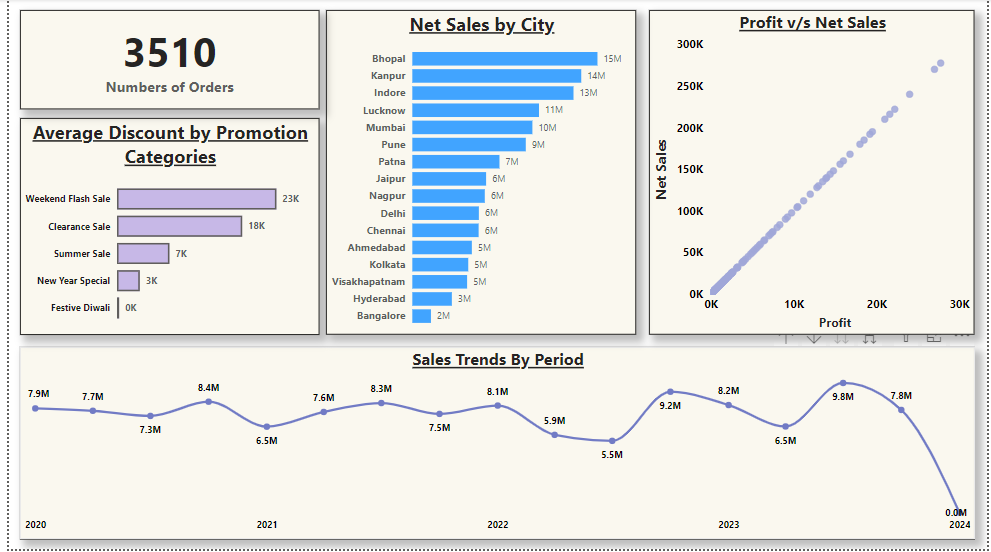 3510
Numbers of Orders
Average Discount by Promotion
Categories
Weekend Flash Sale 23K
Clearance Sale 18K
Summer Sale 7K
New Year Special 3K
Festive Diwali 0K
Net Sales by City
Bhopal 15M
Kanpur 14M
Indore 13M
Lucknow 11M
Mumbai 10M
Pune 9M
Patna 7M
Jaipur 6M
Nagpur 6M
Delhi 6M
Chennai 6M
Ahmedabad 5M
Kolkata 5M
Visakhapatnam 5M
Hyderabad 3M
Bangalore 2M
Profit v/s Net Sales
Net Sales
300K
250K
200K
150K
100K
50K
0K
0K 10K 20K 30K
Profit
Sales Trends By Period
7.9M 7.7M 7.3M 8.4M 6.5M 7.6M 8.3M 7.5M 8.1M 5.9M 5.5M 9.2M 8.2M 6.5M 9.8M 7.8M 0.0M
2020 2021 2022 2023 2024